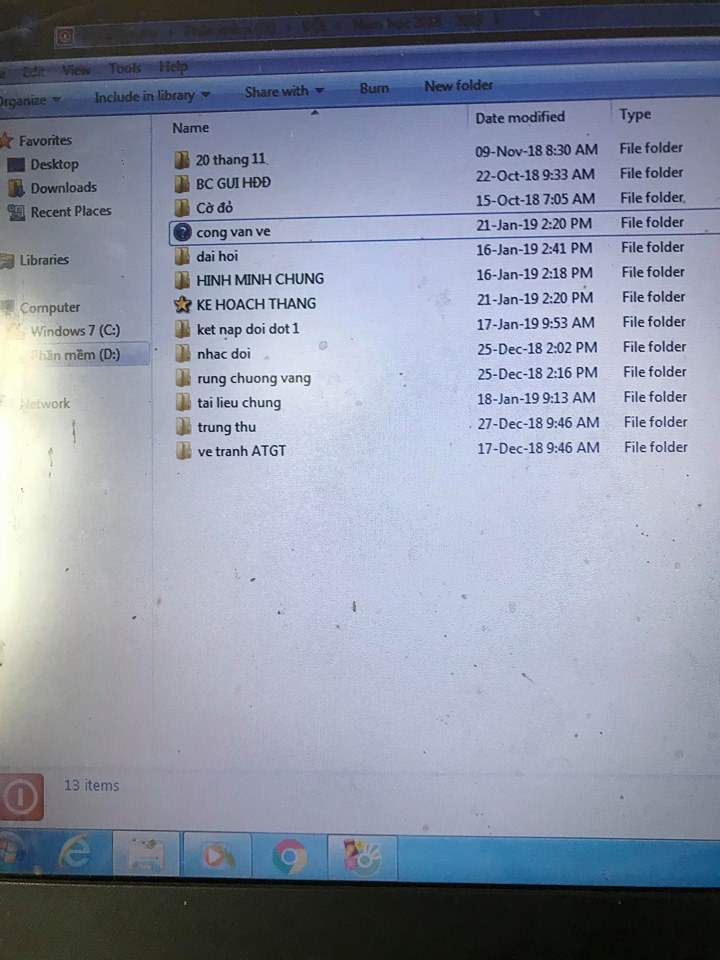 Edit View Tools Help
Organize Include in library Share with Burn New folder
Name Date modified Type
Favorites
Desktop
Downloads
Recent Places
Libraries
Computer
Windows 7 (C:)
Phần mềm (D:)
Network
20 thang 11 09-Nov-18 8:30 AM File folder
BC GUI HĐĐ 22-Oct-18 9:33 AM File folder
Cờ đỏ 15-Oct-18 7:05 AM File folder
cong van ve 21-Jan-19 2:20 PM File folder
dai hoi 16-Jan-19 2:41 PM File folder
HINH MINH CHUNG 16-Jan-19 2:18 PM File folder
KE HOACH THANG 21-Jan-19 2:20 PM File folder
ket nap doi dot 1 17-Jan-19 9:53 AM File folder
nhac doi 25-Dec-18 2:02 PM File folder
rung chuong vang 25-Dec-18 2:16 PM File folder
tai lieu chung 18-Jan-19 9:13 AM File folder
trung thu 27-Dec-18 9:46 AM File folder
ve tranh ATGT 17-Dec-18 9:46 AM File folder
13 items